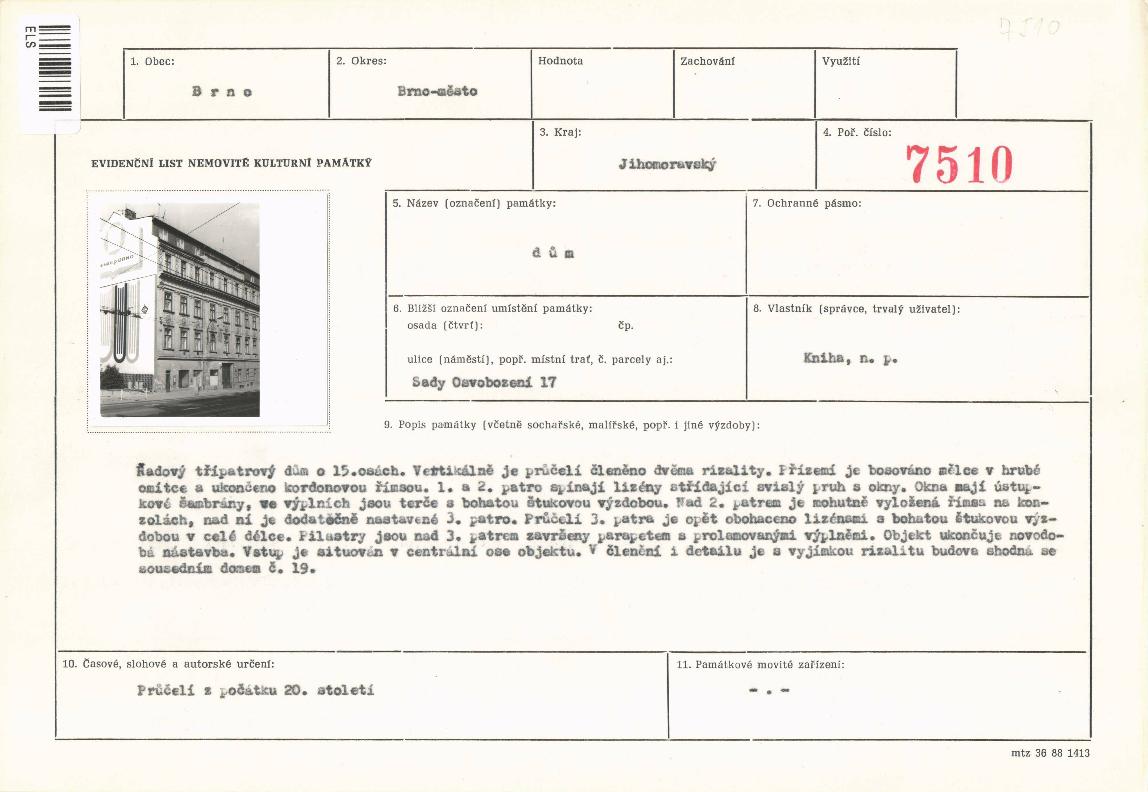 7510
ELS
1. Obec:
B r n o
2. Okres:
Brno-město
Hodnota
Zachování
Využití
EVIDENČNÍ LIST NEMOVITÉ KULTURNÍ PAMÁTKY
3. Kraj:
Jihomoravský
4. Poř. číslo:
7510
5. Název (označení) památky:
d ů m
7. Ochranné pásmo:
6. Bližší označení umístění památky:
osada (čtvrť): čp.
ulice (náměstí), popř. místní trať, č. parcely aj.:
Sady Osvobození 17
8. Vlastník (správce, trvalý uživatel):
Kniha, n. p.
9. Popis památky (včetně sochařské, malířské, popř. i jiné výzdoby):
Řadový třípatrový dům o 15.osách. Vertikálně je průčelí členěno dvěma rizality. Přízemí je bosováno mělce v hrubé
omítce a ukončeno kordonovou římsou. 1. a 2. patro spínají lizény střídající svislý pruh s okny. Okna mají ústup-
kové šambrány, ve výplních jsou terče s bohatou štukovou výzdobou. Nad 2. patrem je mohutně vyložená římsa na kon-
zolách, nad ní je dodatěčně nastavené 3. patro. Průčelí 3. patra je opět obohaceno lizénami s bohatou štukovou výz-
dobou v celé délce. Pilastry jsou nad 3. patrem završeny parapetem s prolamovanými výplněmi. Objekt ukončuje novodo-
bá nástavba. Vstup je situován v centrální ose objektu. V členění i detailu je s vyjímkou rizalitu budova shodná se
sousedním domem č. 19.
10. Časové, slohové a autorské určení:
Průčelí z počátku 20. století
11. Památkové movité zařízení:
- . -
mtz 36 88 1413